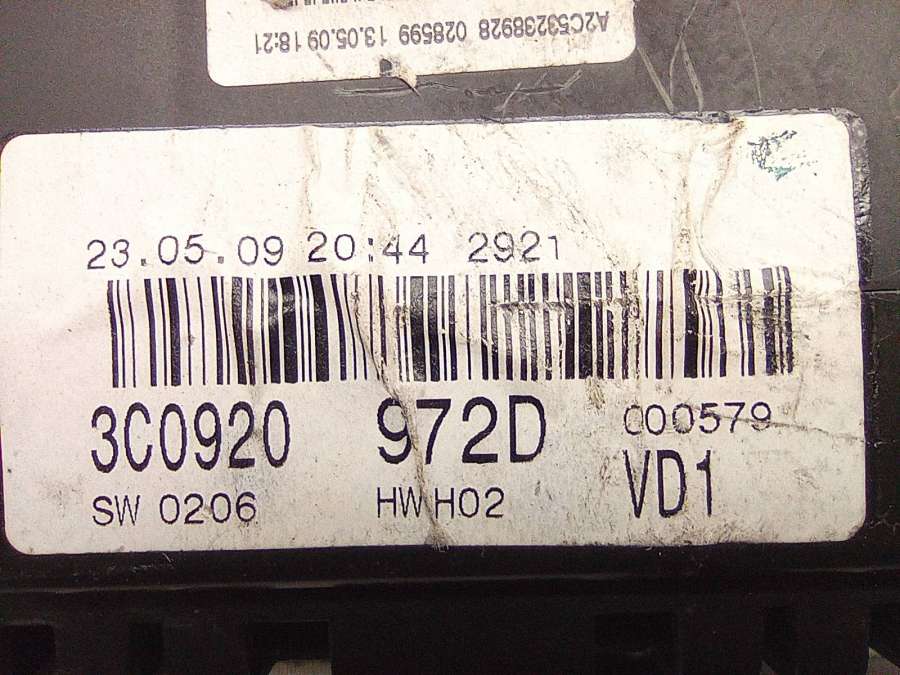 A2C53238928 028599 13.05.09 18:21
23.05.09 20:44 2921
3C0920 972D 000579
SW 0206 HW H02 VD1